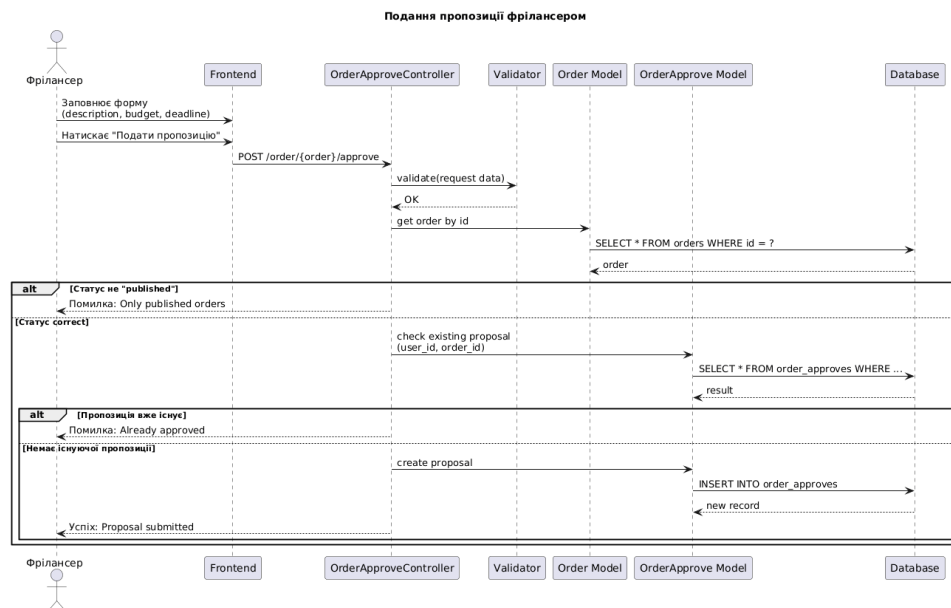 Подання пропозиції фрілансером
Фрілансер
Frontend
OrderApproveController
Validator
Order Model
OrderApprove Model
Database
Заповнює форму
(description, budget, deadline)
Натискає "Подати пропозицію"
POST /order/{order}/approve
validate(request data)
OK
get order by id
SELECT * FROM orders WHERE id = ?
order
alt
[Статус не "published"]
Помилка: Only published orders
[Статус correct]
check existing proposal
(user_id, order_id)
SELECT * FROM order_approves WHERE ...
result
alt
[Пропозиція вже існує]
Помилка: Already approved
[Немає існуючої пропозиції]
create proposal
INSERT INTO order_approves
new record
Успіх: Proposal submitted
Фрілансер
Frontend
OrderApproveController
Validator
Order Model
OrderApprove Model
Database